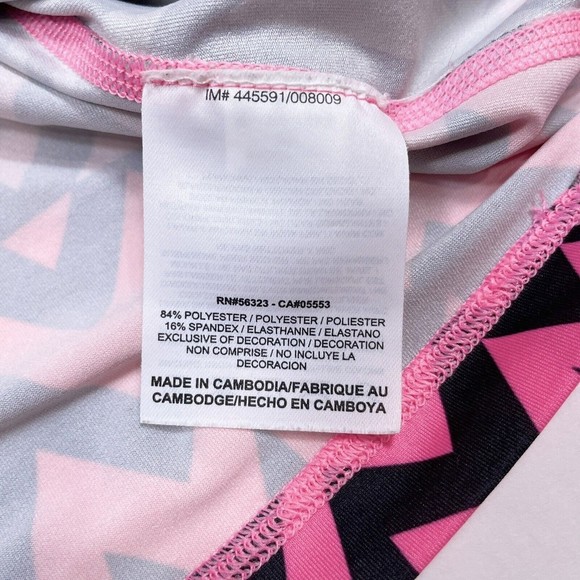 IM# 445591/008009
RN#56323 - CA#05553
84% POLYESTER / POLYESTER / POLIESTER
16% SPANDEX / ELASTHANNE / ELASTANO
EXCLUSIVE OF DECORATION / DECORATION
NON COMPRISE / NO INCLUYE LA
DECORACION
MADE IN CAMBODIA/FABRIQUE AU
CAMBODGE/HECHO EN CAMBOYA